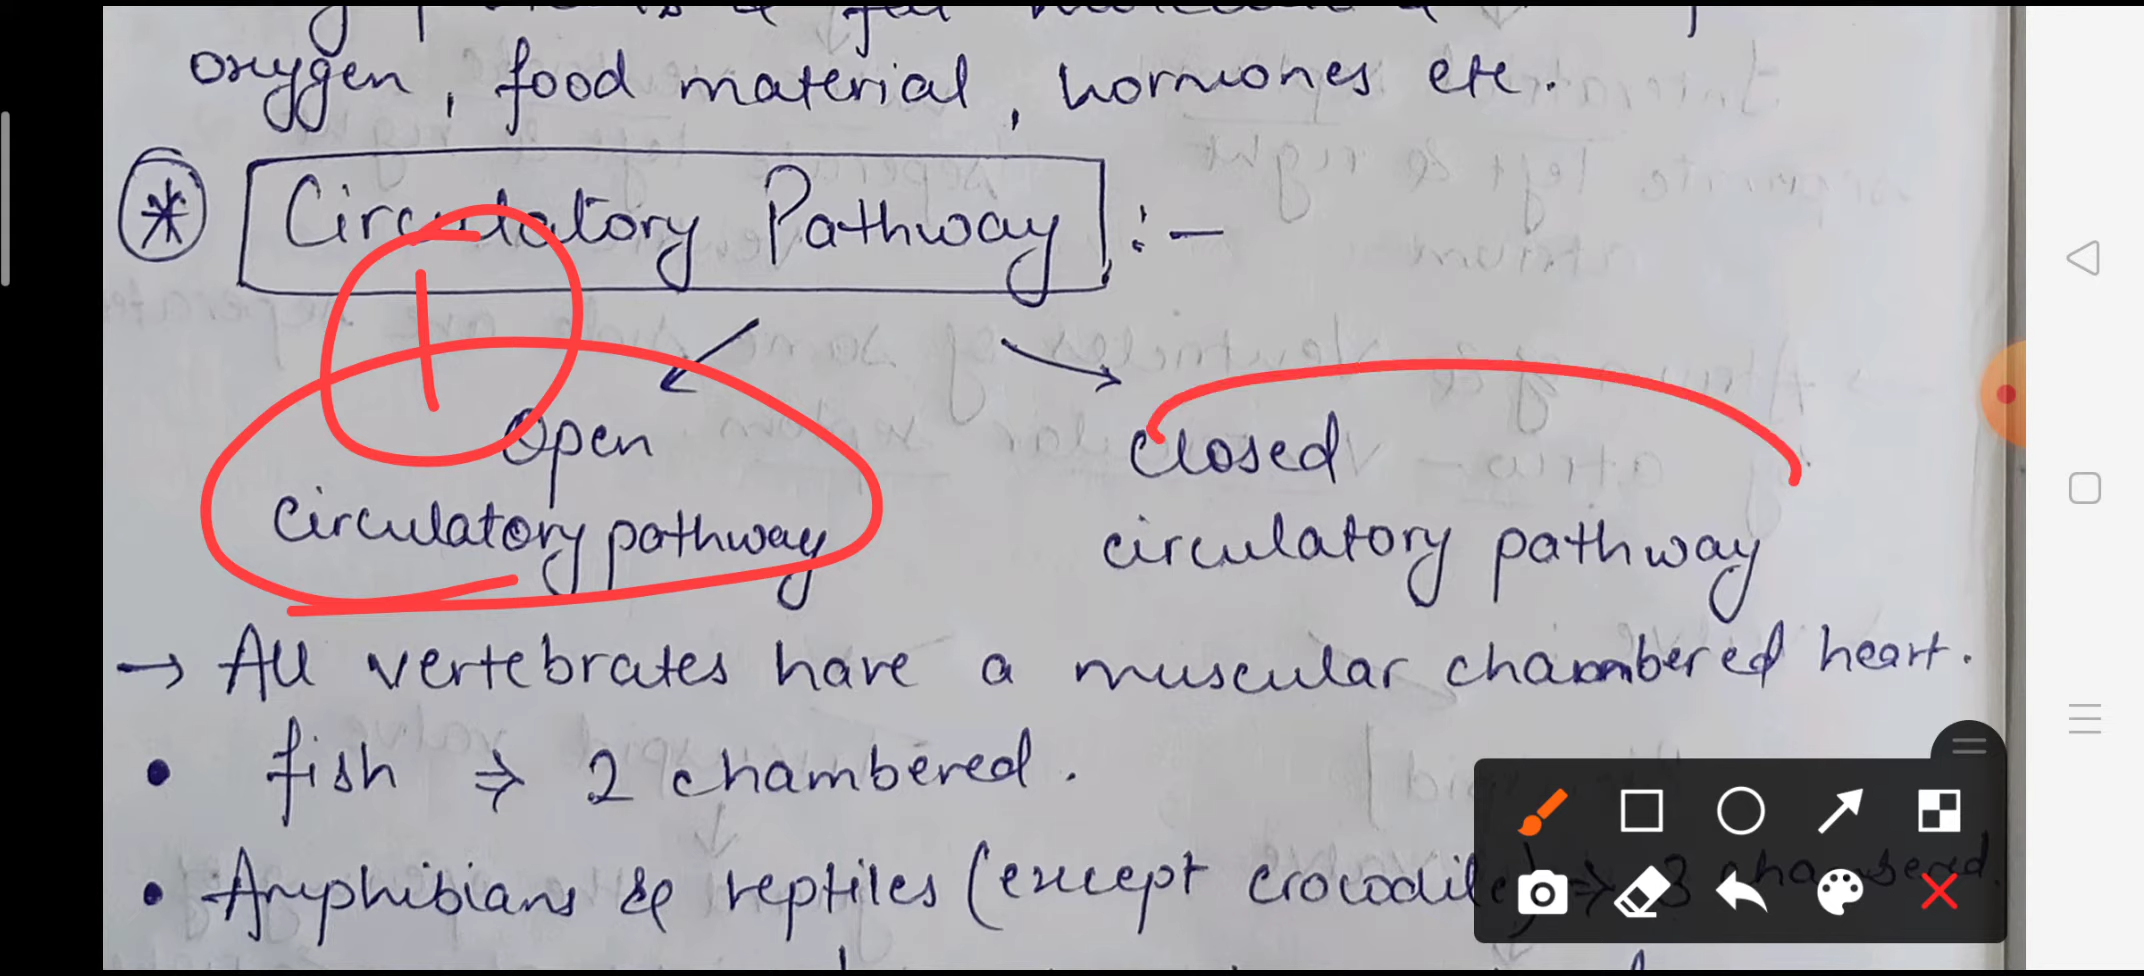 oxygen, food material, hormones etc.
* Circulatory Pathway :-
Open circulatory pathway
Closed circulatory pathway
→ All vertebrates have a muscular chambered heart.
• fish ⇒ 2 chambered.
• Amphibians & reptiles (except crocodile) ⇒ 3 chambered.